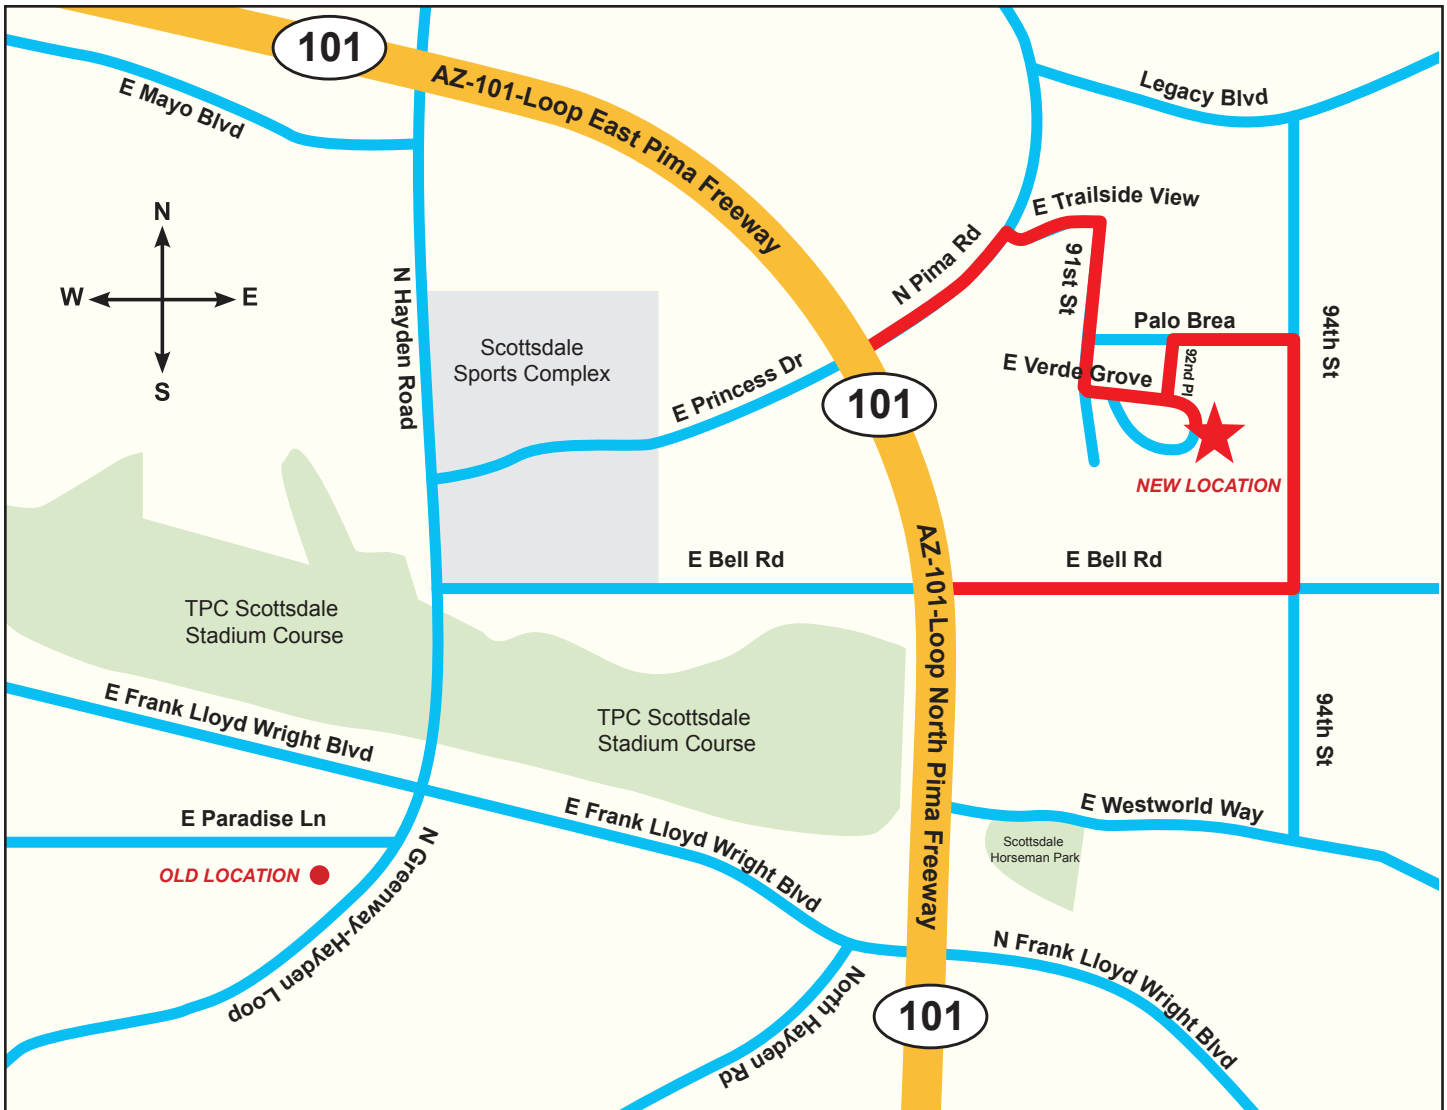 101
AZ-101-Loop East Pima Freeway
E Mayo Blvd
Legacy Blvd
N
W
E
S
E Trailside View
N Pima Rd
91st St
N Hayden Road
Palo Brea
94th St
Scottsdale
Sports Complex
E Princess Dr
E Verde Grove
92nd Pl
101
NEW LOCATION
E Bell Rd
E Bell Rd
AZ-101-Loop North Pima Freeway
TPC Scottsdale
Stadium Course
E Frank Lloyd Wright Blvd
TPC Scottsdale
Stadium Course
94th St
E Paradise Ln
E Frank Lloyd Wright Blvd
E Westworld Way
Scottsdale
Horseman Park
OLD LOCATION
N Greenway-Hayden Loop
N Frank Lloyd Wright Blvd
North Hayden Rd
101